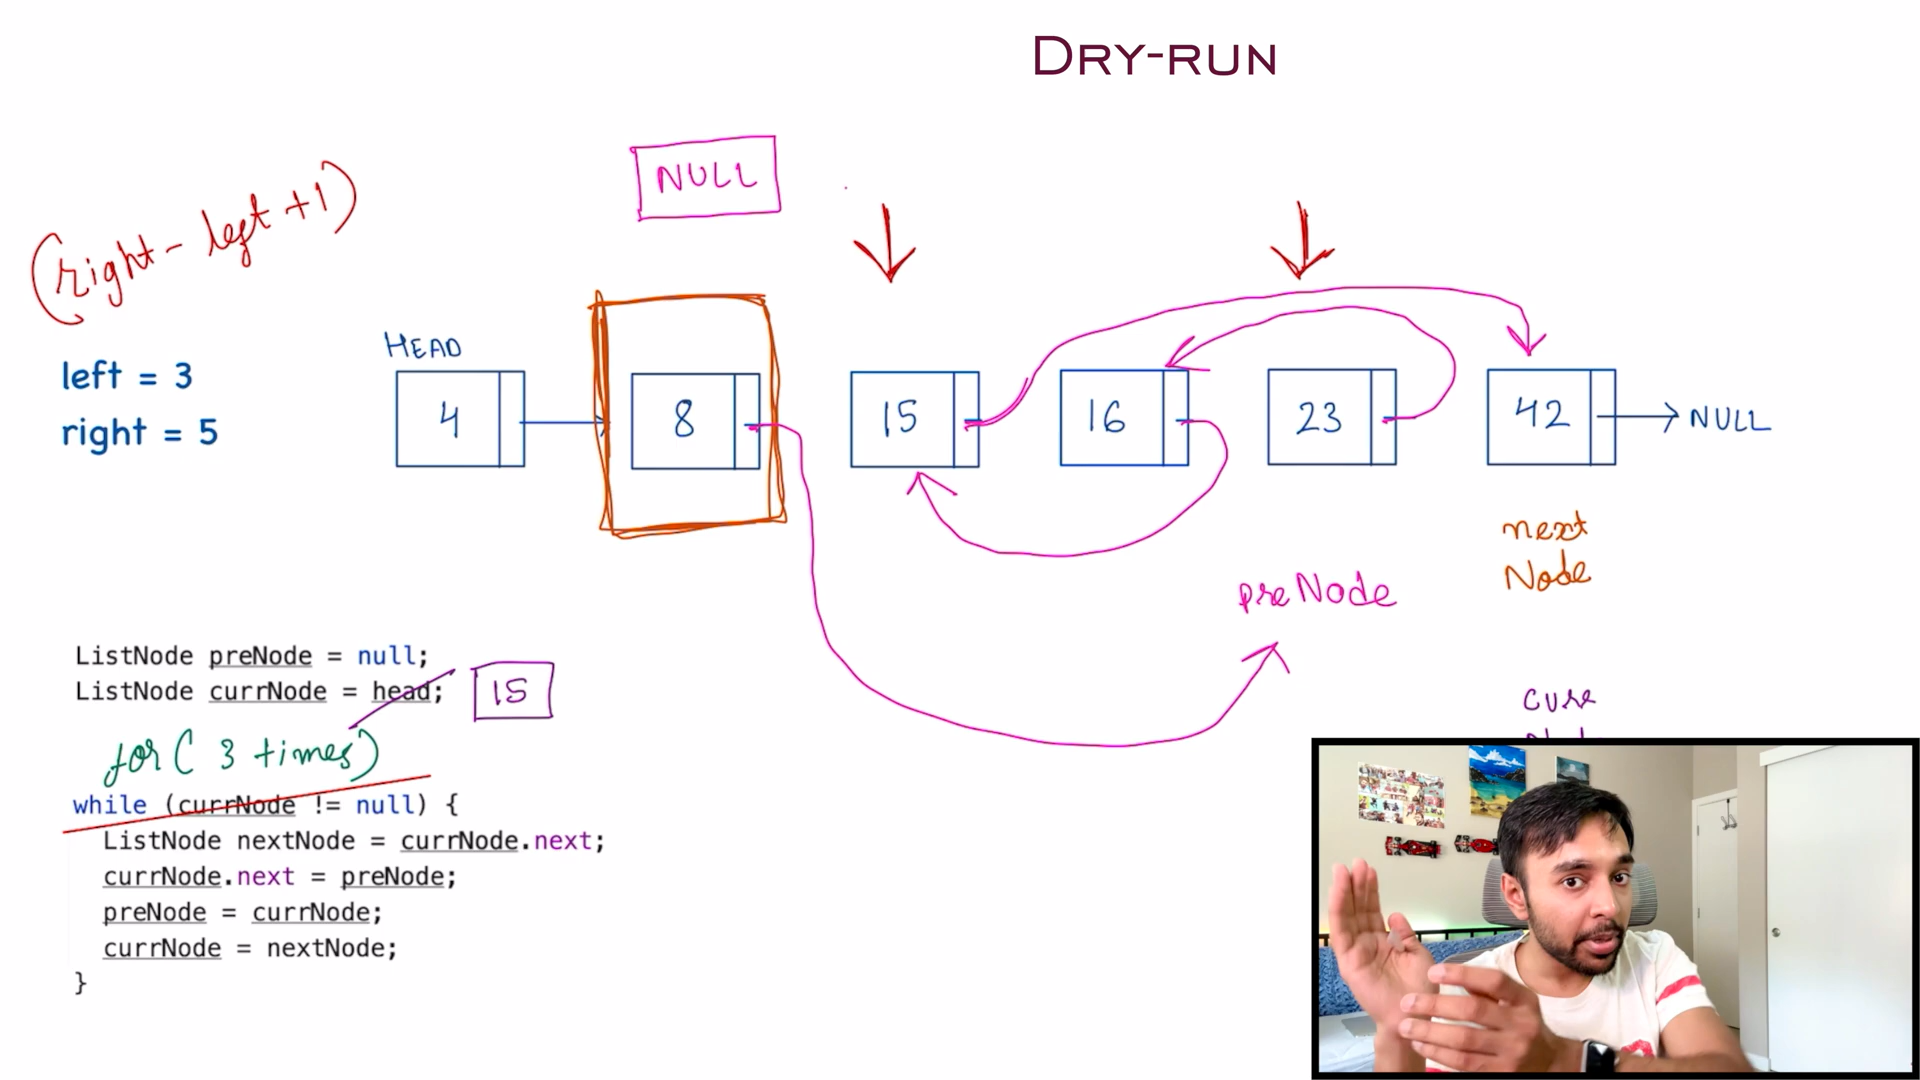 DRY-RUN
NULL
(right - left +1)
left = 3
right = 5
HEAD
4
8
15
16
23
42
NULL
next
Node
preNode
ListNode preNode = null;
ListNode currNode = head;
15
curr
for( 3 times)
while (currNode != null) {
ListNode nextNode = currNode.next;
currNode.next = preNode;
preNode = currNode;
currNode = nextNode;
}